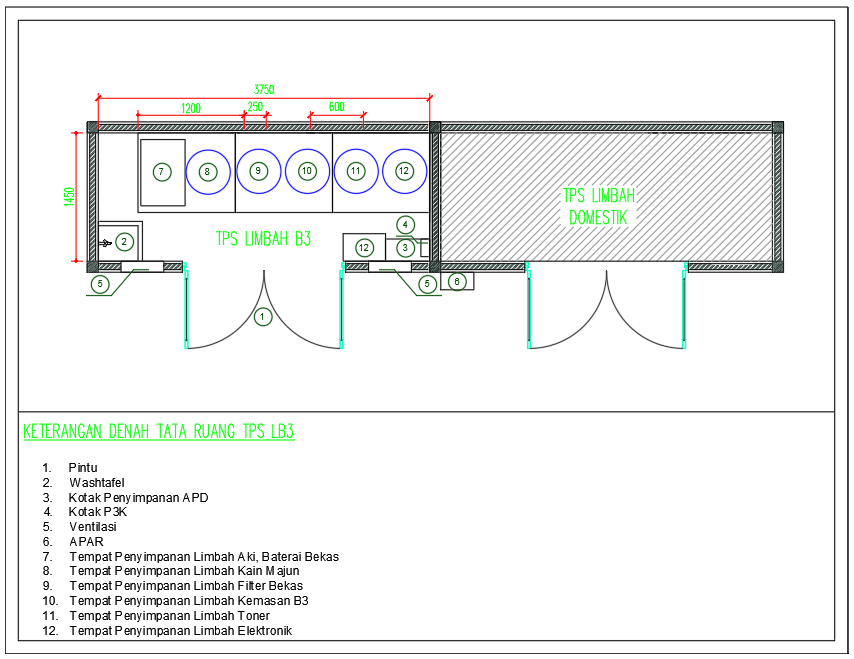 3750
1200 250 600
1450
7 8 9 10 11 12
TPS LIMBAH
DOMESTIK
4
2 TPS LIMBAH B3 12 3
5 5 6
1
KETERANGAN DENAH TATA RUANG TPS LB3
1. Pintu
2. Washtafel
3. Kotak Penyimpanan APD
4. Kotak P3K
5. Ventilasi
6. APAR
7. Tempat Penyimpanan Limbah Aki, Baterai Bekas
8. Tempat Penyimpanan Limbah Kain Majun
9. Tempat Penyimpanan Limbah Filter Bekas
10. Tempat Penyimpanan Limbah Kemasan B3
11. Tempat Penyimpanan Limbah Toner
12. Tempat Penyimpanan Limbah Elektronik